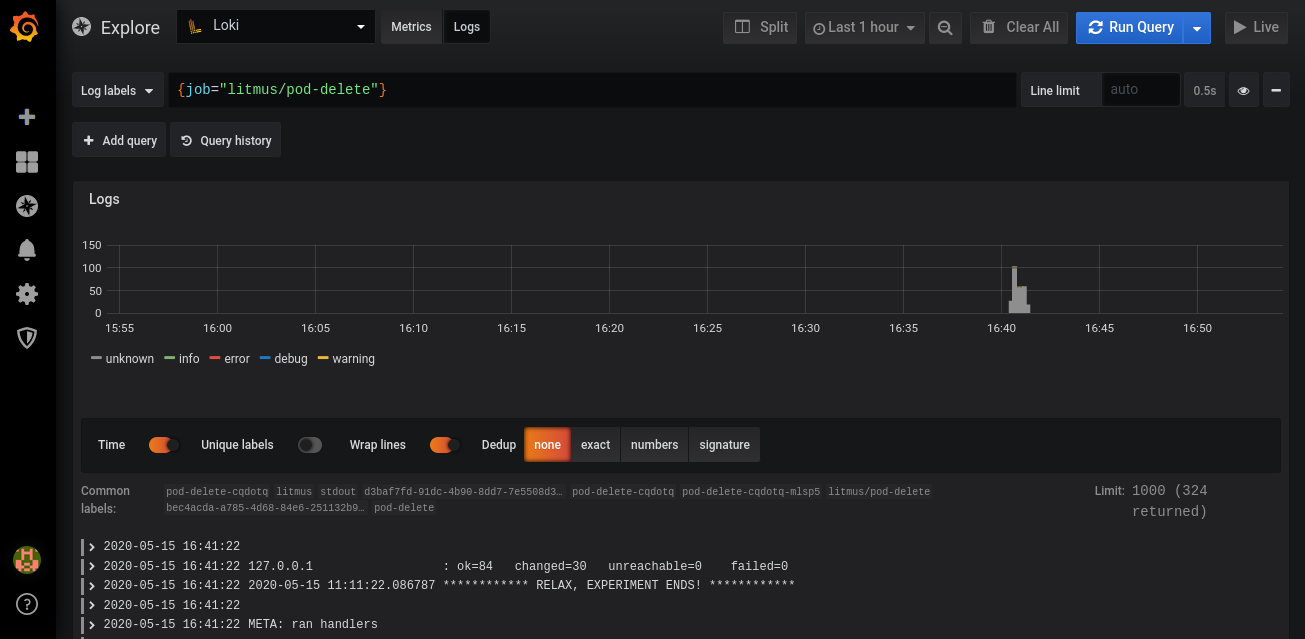 Explore Loki Metrics Logs Split Last 1 hour Clear All Run Query Live
Log labels {job="litmus/pod-delete"} Line limit auto 0.5s
Add query Query history
Logs
150
100
50
0
15:55 16:00 16:05 16:10 16:15 16:20 16:25 16:30 16:35 16:40 16:45 16:50
unknown info error debug warning
Time Unique labels Wrap lines Dedup none exact numbers signature
Common pod-delete-cqdotq litmus stdout d3baf7fd-91dc-4b90-8dd7-7e5508d3… pod-delete-cqdotq pod-delete-cqdotq-mlsp5 litmus/pod-delete Limit: 1000 (324
labels: bec4acda-a785-4d68-84e6-251132b9… pod-delete returned)
2020-05-15 16:41:22
2020-05-15 16:41:22 127.0.0.1 : ok=84 changed=30 unreachable=0 failed=0
2020-05-15 16:41:22 2020-05-15 11:11:22.086787 ************ RELAX, EXPERIMENT ENDS! ************
2020-05-15 16:41:22
2020-05-15 16:41:22 META: ran handlers